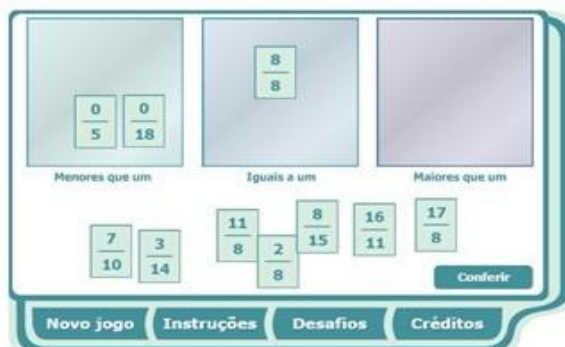 8/8
0/5 0/18
Menores que um Iguais a um Maiores que um
7/10 3/14 11/8 2/8 8/15 16/11 17/8
Conferir
Novo jogo Instruções Desafios Créditos